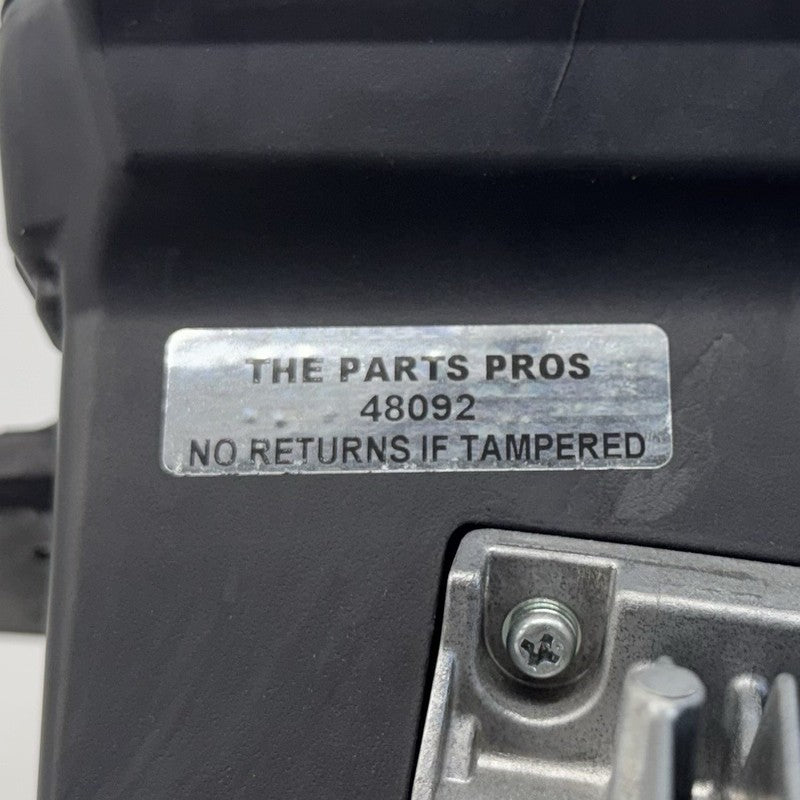 THE PARTS PROS
48092
NO RETURNS IF TAMPERED